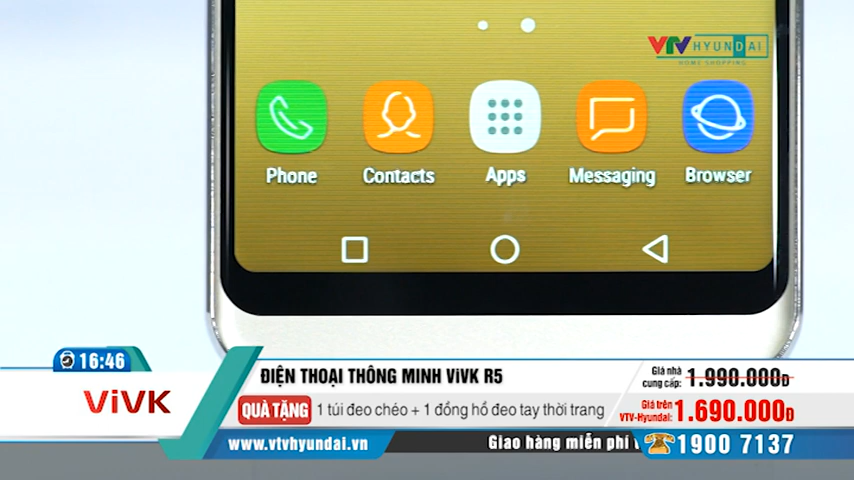 VTV HYUNDAI
HOME SHOPPING
Phone
Contacts
Apps
Messaging
Browser
16:46
ViVK
ĐIỆN THOẠI THÔNG MINH ViVK R5
QUÀ TẶNG
1 túi đeo chéo + 1 đồng hồ đeo tay thời trang
Giá nhà
cung cấp:
1.990.000Đ
Giá trên
VTV-Hyundai:
1.690.000Đ
www.vtvhyundai.vn
Giao hàng miễn phí
1900 7137